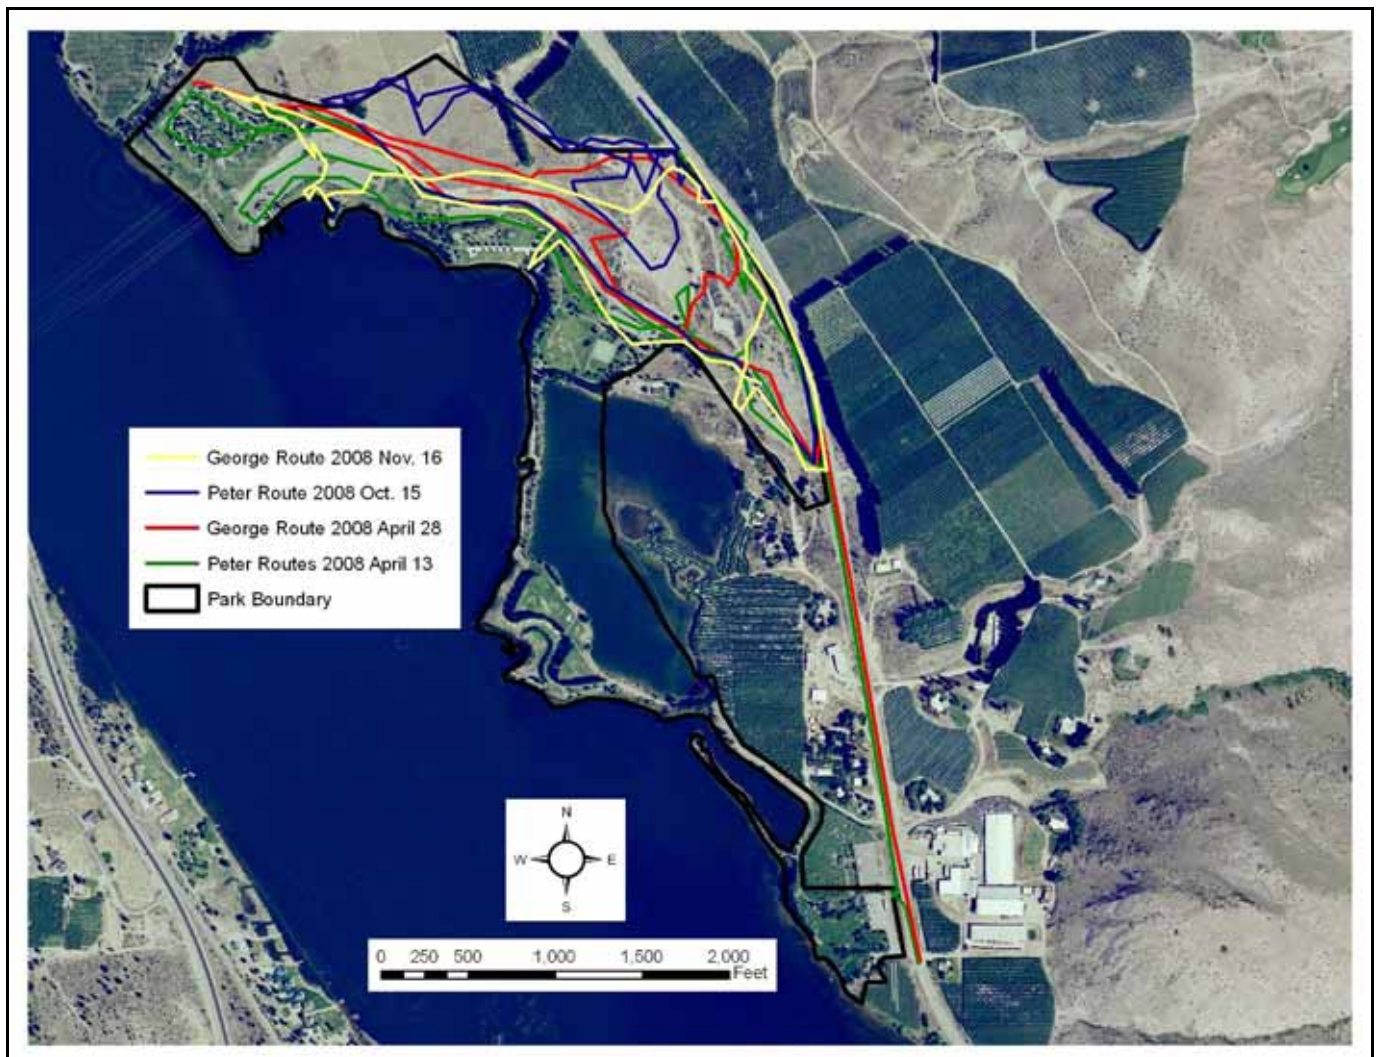 George Route 2008 Nov. 16
Peter Route 2008 Oct. 15
George Route 2008 April 28
Peter Routes 2008 April 13
Park Boundary
N
W E
S
0 250 500 1,000 1,500 2,000
Feet